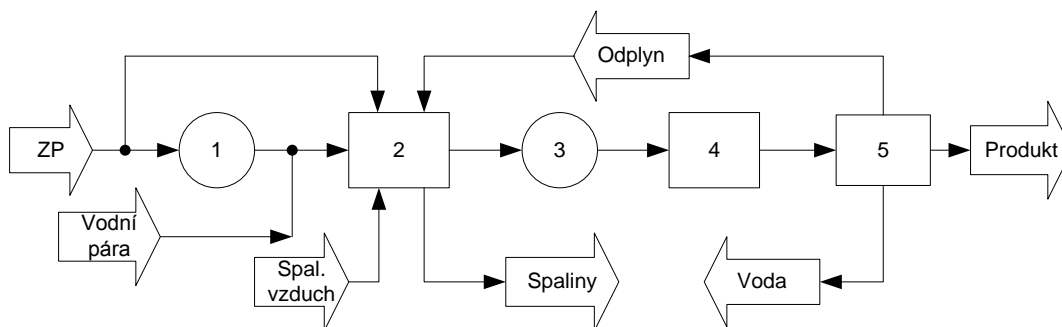 Odplyn
ZP
1
2
3
4
5
Produkt
Vodní
pára
Spal.
vzduch
Spaliny
Voda